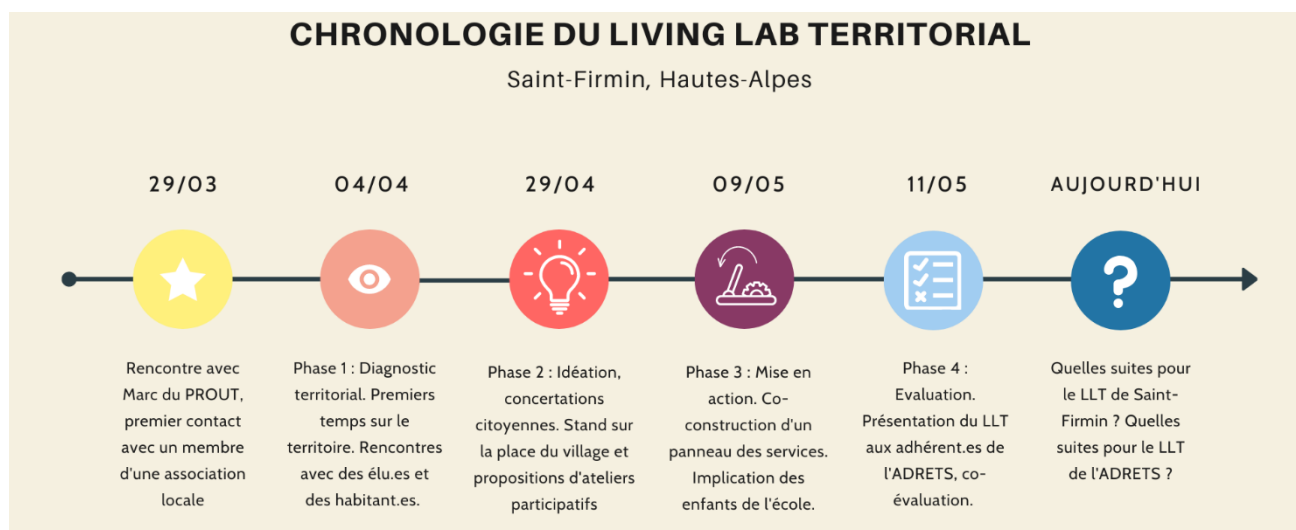 CHRONOLOGIE DU LIVING LAB TERRITORIAL
Saint-Firmin, Hautes-Alpes
29/03
Rencontre avec
Marc du PROUT,
premier contact
avec un membre
d'une association
locale
04/04
Phase 1 : Diagnostic
territorial. Premiers
temps sur le
territoire. Rencontres
avec des élu.es et
des habitant.es.
29/04
Phase 2 : Idéation,
concertations
citoyennes. Stand sur
la place du village et
propositions d'ateliers
participatifs
09/05
Phase 3 : Mise en
action. Co-
construction d'un
panneau des services.
Implication des
enfants de l'école.
11/05
Phase 4 :
Evaluation.
Présentation du LLT
aux adhérent.es de
l'ADRETS, co-
évaluation.
AUJOURD'HUI
Quelles suites pour
le LLT de Saint-
Firmin ? Quelles
suites pour le LLT
de l'ADRETS ?